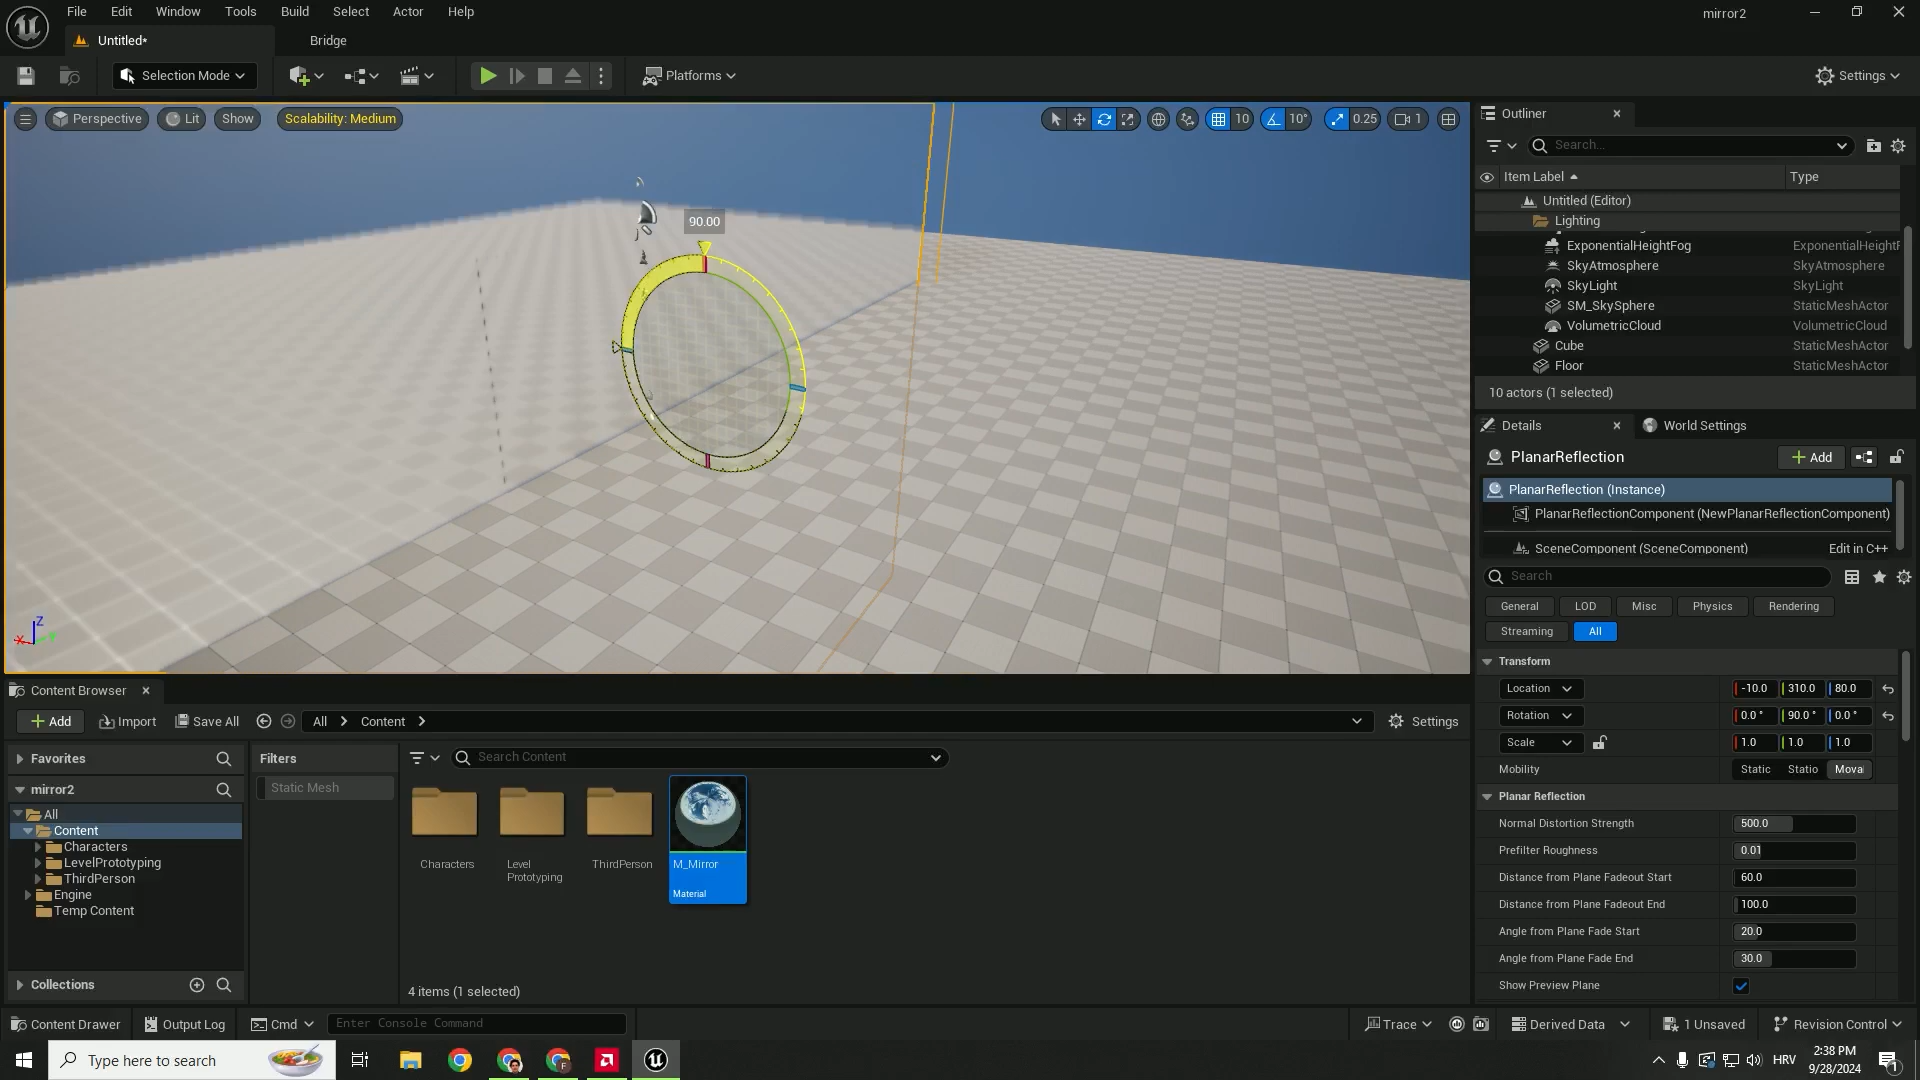 File Edit Window Tools Build Select Actor Help
mirror2
Untitled*
Bridge
Selection Mode
Platforms
Settings
Perspective
Lit
Show
Scalability: Medium
10
10°
0.25
1
90.00
Z
X
Outliner
Search...
Item Label
Type
Untitled (Editor)
Lighting
ExponentialHeightFog ExponentialHeightF
SkyAtmosphere SkyAtmosphere
SkyLight SkyLight
SM_SkySphere StaticMeshActor
VolumetricCloud VolumetricCloud
Cube StaticMeshActor
Floor StaticMeshActor
10 actors (1 selected)
Details
World Settings
PlanarReflection
Add
PlanarReflection (Instance)
PlanarReflectionComponent (NewPlanarReflectionComponent)
SceneComponent (SceneComponent) Edit in C++
Search
General LOD Misc Physics Rendering
Streaming All
Transform
Location -10.0 310.0 80.0
Rotation 0.0 ° 90.0 ° 0.0 °
Scale 1.0 1.0 1.0
Mobility Static Statio Moval
Planar Reflection
Normal Distortion Strength 500.0
Prefilter Roughness 0.01
Distance from Plane Fadeout Start 60.0
Distance from Plane Fadeout End 100.0
Angle from Plane Fade Start 20.0
Angle from Plane Fade End 30.0
Show Preview Plane
Content Browser
Add Import Save All All Content Settings
Favorites
mirror2
All
Content
Characters
LevelPrototyping
ThirdPerson
Engine
Temp Content
Collections
Filters
Static Mesh
Search Content
Characters
Level
Prototyping
ThirdPerson
M_Mirror
Material
4 items (1 selected)
Content Drawer Output Log Cmd Enter Console Command
Trace Derived Data 1 Unsaved Revision Control
Type here to search
HRV
2:38 PM
9/28/2024
1